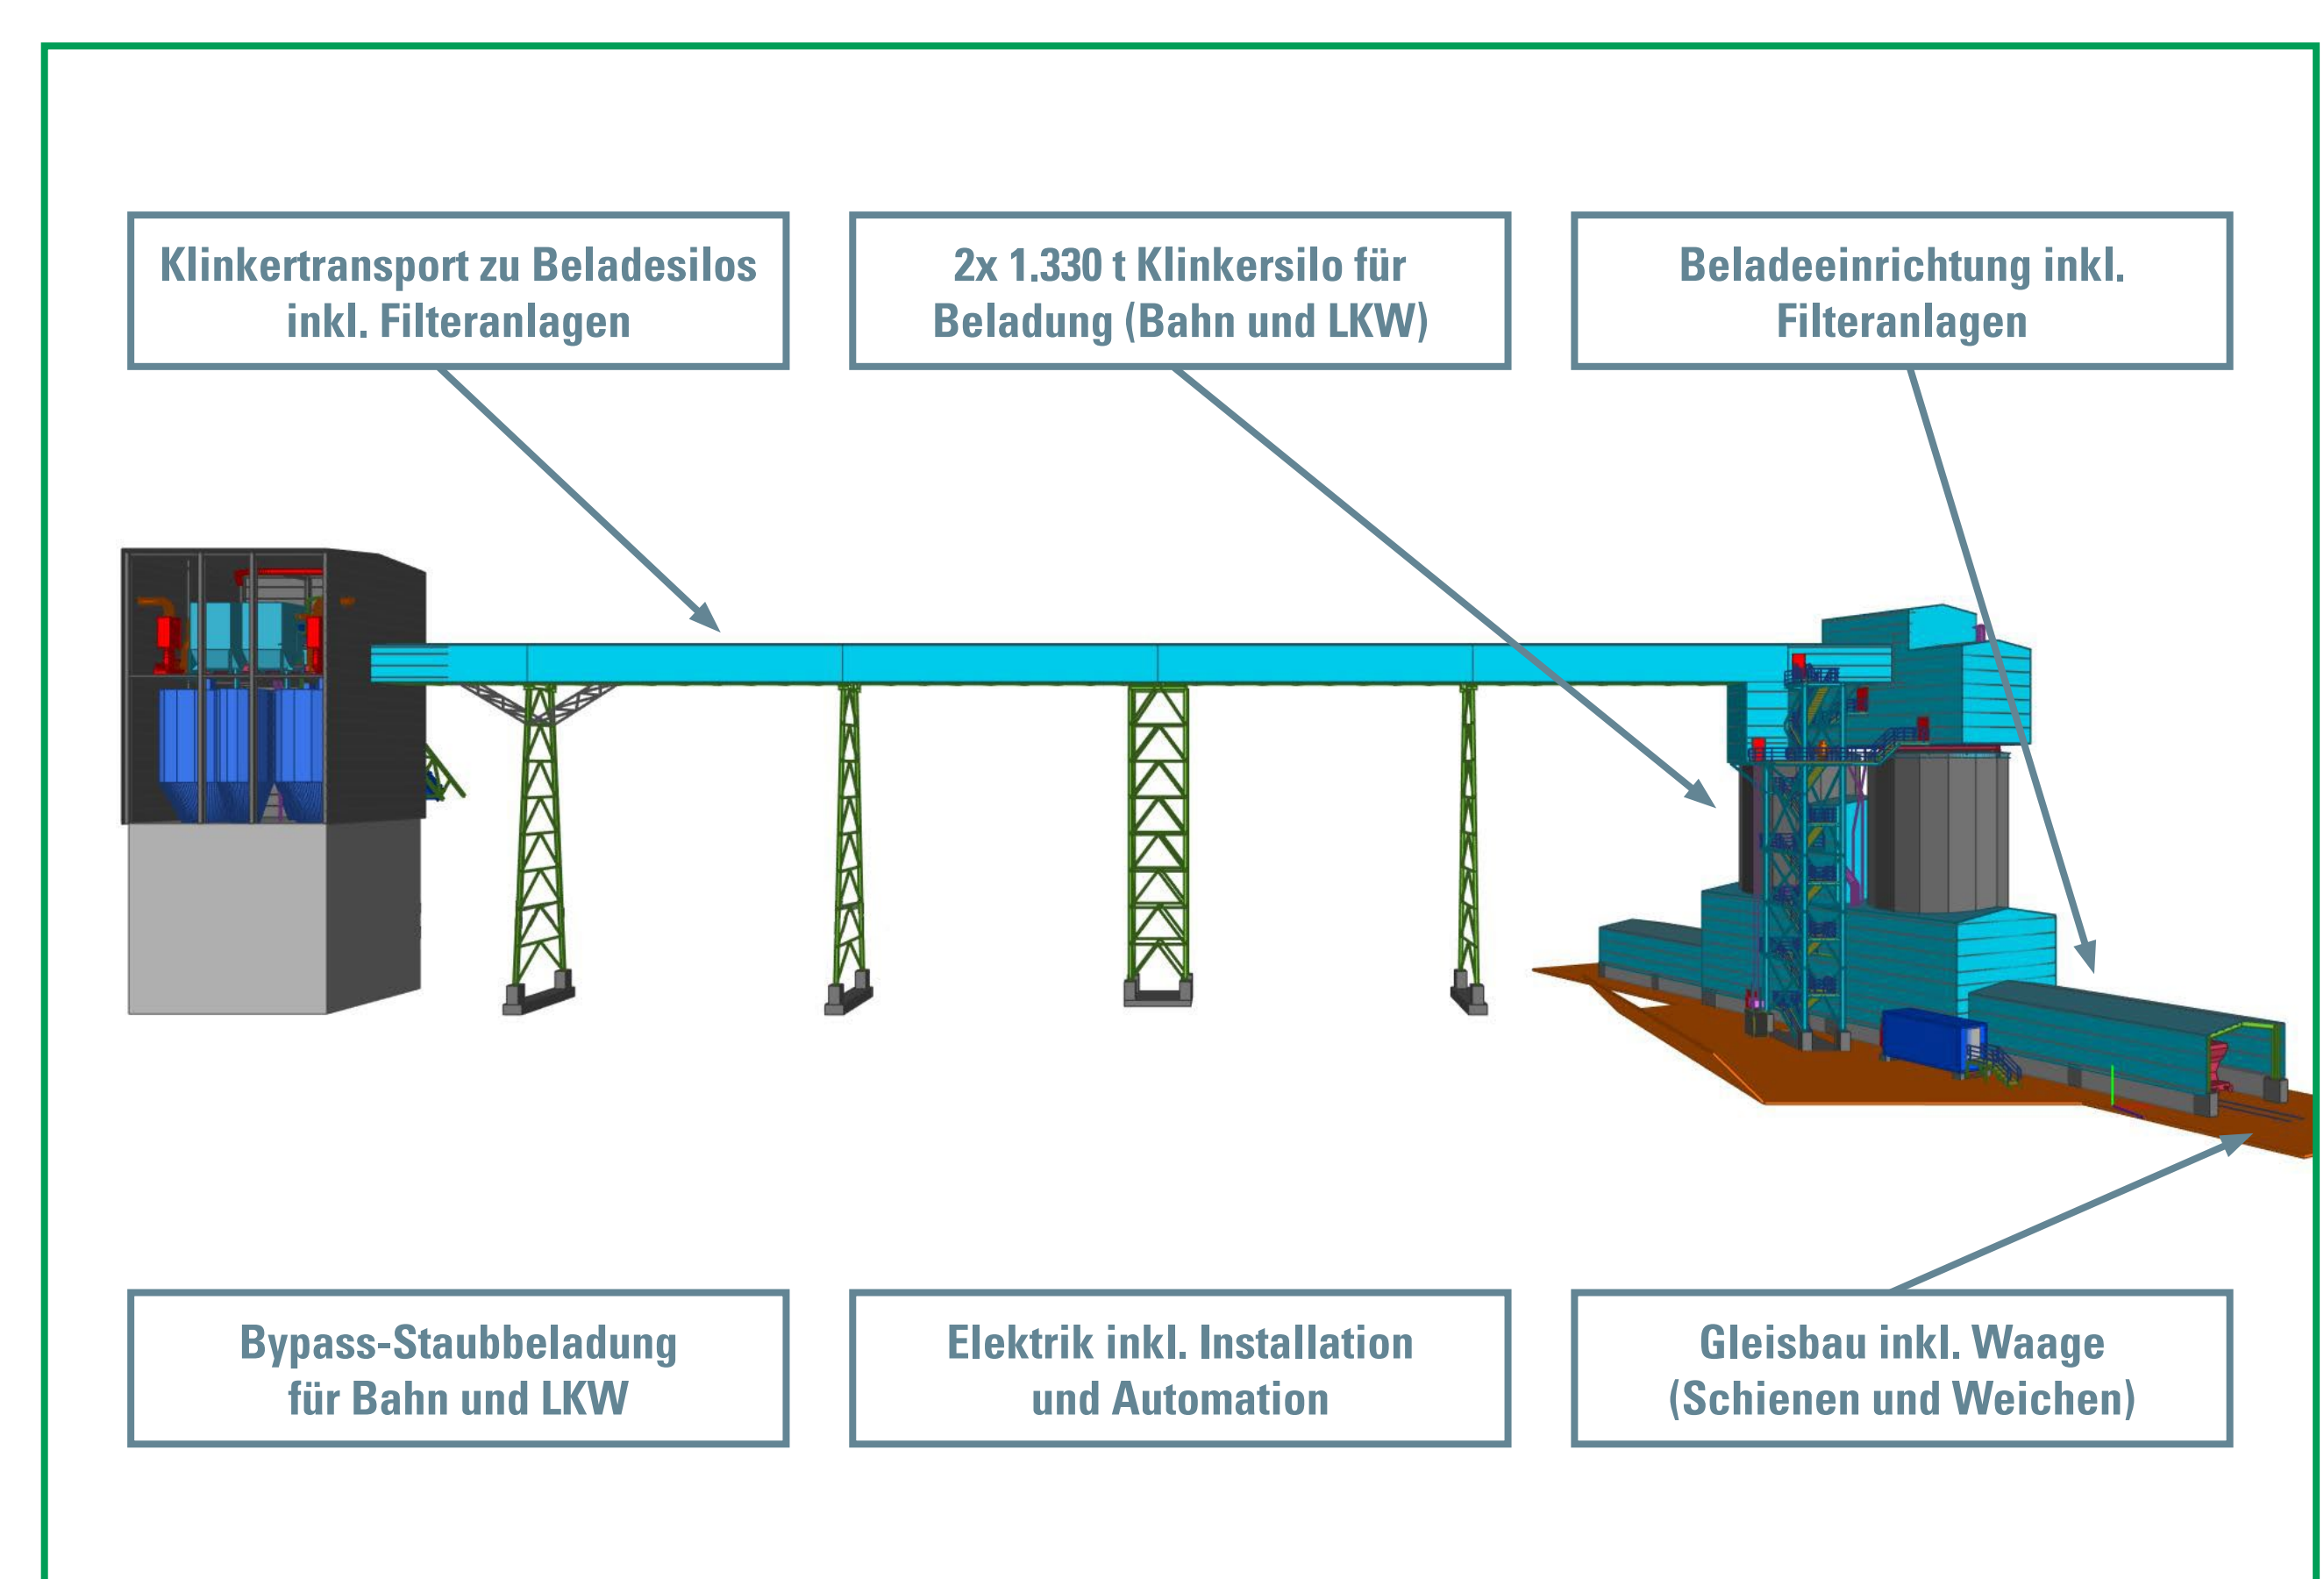 Klinkertransport zu Beladesilos
inkl. Filteranlagen
2x 1.330 t Klinkersilo für
Beladung (Bahn und LKW)
Beladeeinrichtung inkl.
Filteranlagen
Bypass-Staubbeladung
für Bahn und LKW
Elektrik inkl. Installation
und Automation
Gleisbau inkl. Waage
(Schienen und Weichen)